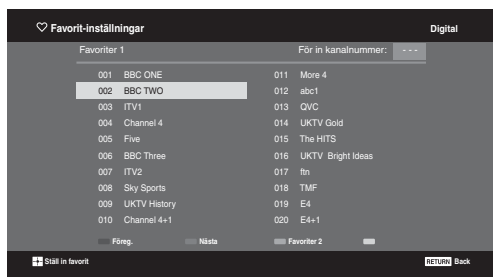 ♡ Favorit-inställningar Digital
Favoriter 1 För in kanalnummer: ---
001 BBC ONE 011 More 4
002 BBC TWO 012 abc1
003 ITV1 013 QVC
004 Channel 4 014 UKTV Gold
005 Five 015 The HITS
006 BBC Three 016 UKTV Bright Ideas
007 ITV2 017 ftn
008 Sky Sports 018 TMF
009 UKTV History 019 E4
010 Channel 4+1 020 E4+1
Föreg. Nästa Favoriter 2
Ställ in favorit RETURN Back